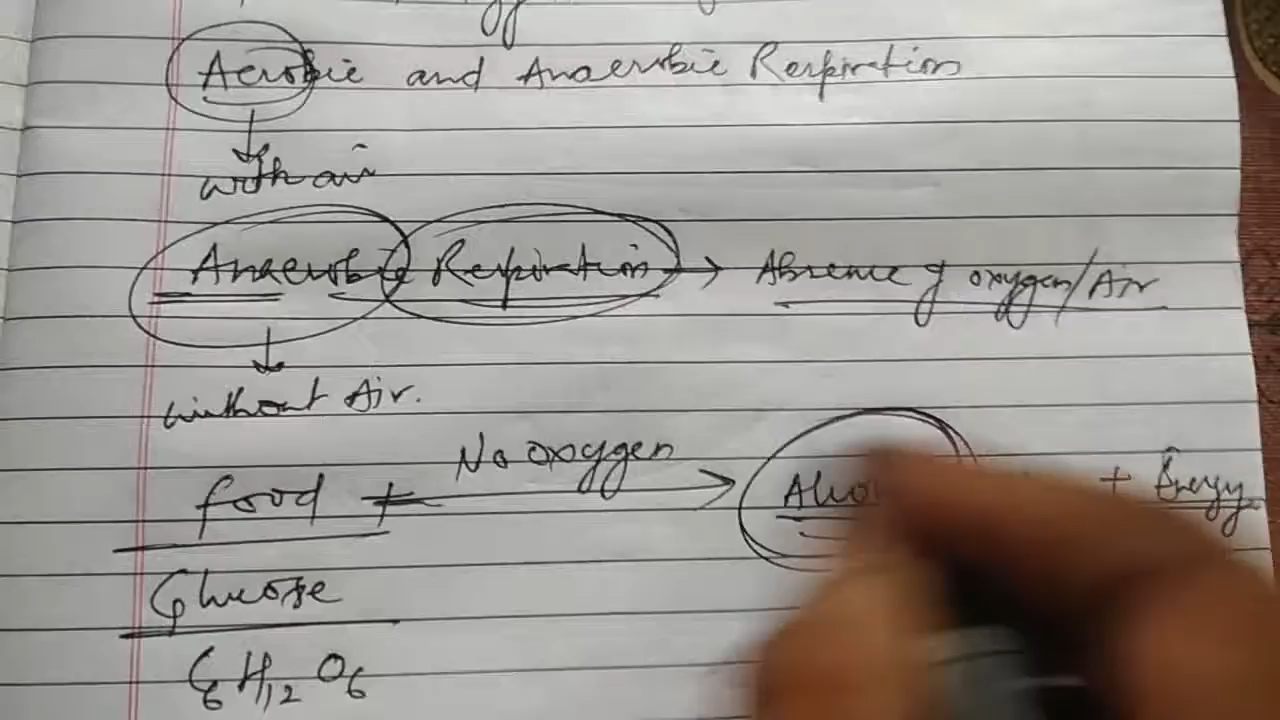 Aerobic and Anaerobic Respiration
with air
Anaerobic Respiration → Absence of oxygen/Air
without Air.
No oxygen
food → + Energy
Glucose
C6H12O6